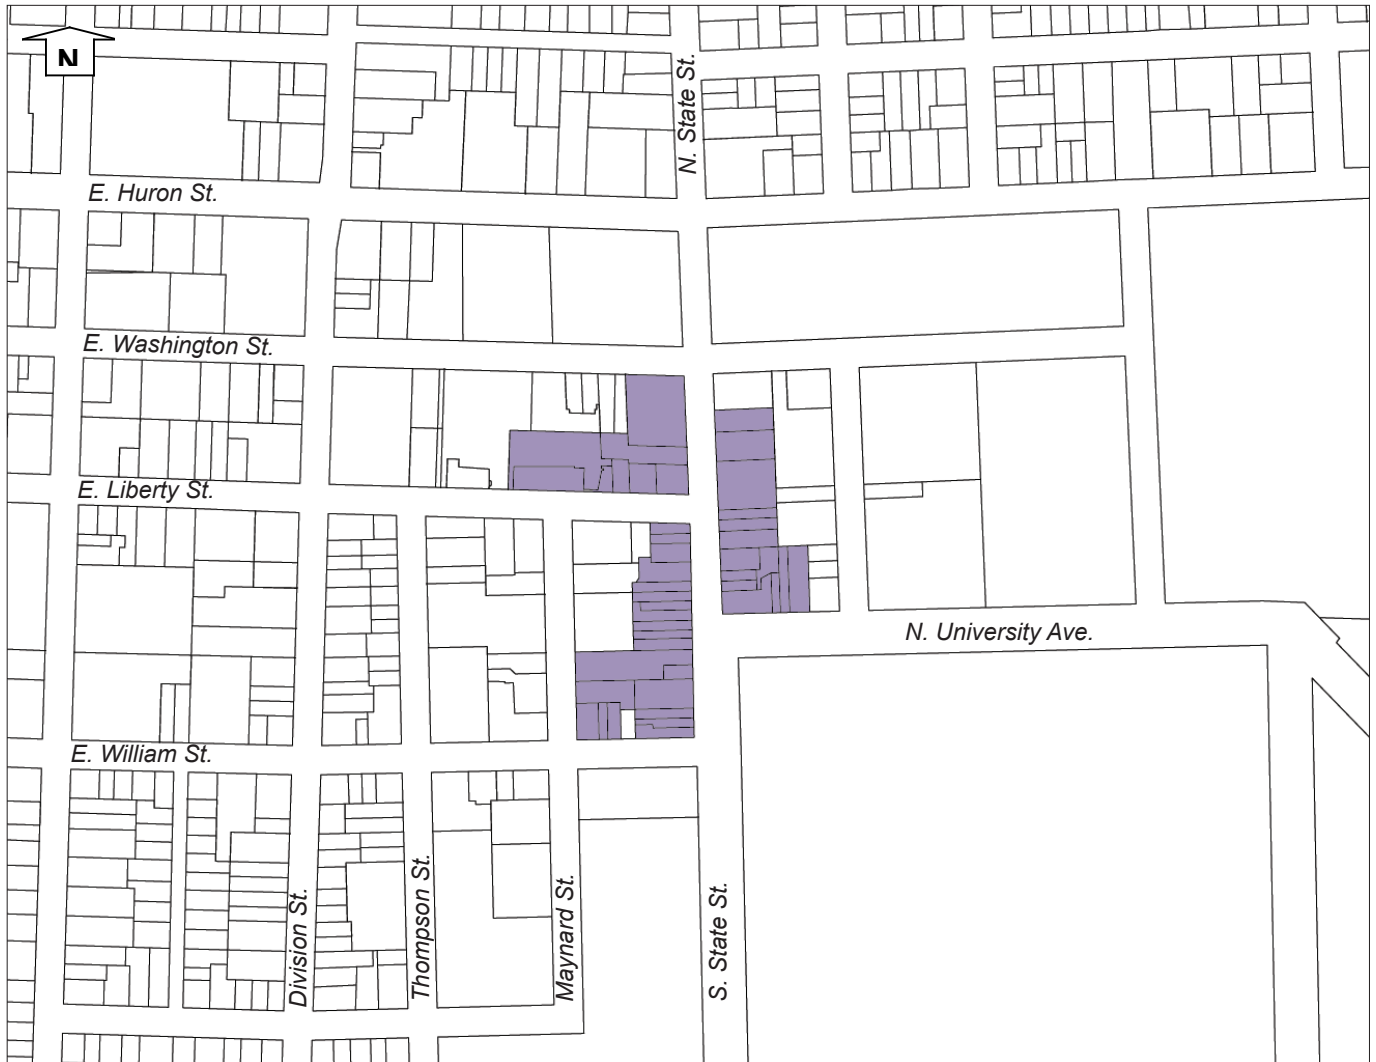 N
N. State St.
E. Huron St.
E. Washington St.
E. Liberty St.
N. University Ave.
E. William St.
Division St.
Thompson St.
Maynard St.
S. State St.